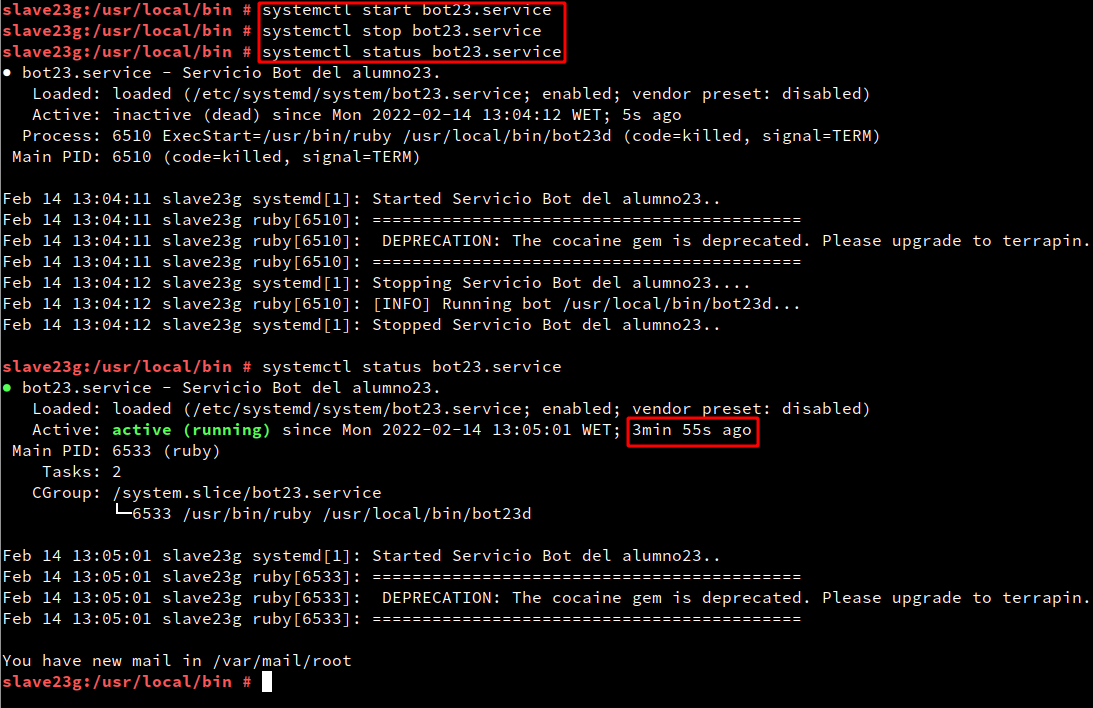 slave23g:/usr/local/bin # systemctl start bot23.service
slave23g:/usr/local/bin # systemctl stop bot23.service
slave23g:/usr/local/bin # systemctl status bot23.service
● bot23.service - Servicio Bot del alumno23.
   Loaded: loaded (/etc/systemd/system/bot23.service; enabled; vendor preset: disabled)
   Active: inactive (dead) since Mon 2022-02-14 13:04:12 WET; 5s ago
  Process: 6510 ExecStart=/usr/bin/ruby /usr/local/bin/bot23d (code=killed, signal=TERM)
 Main PID: 6510 (code=killed, signal=TERM)

Feb 14 13:04:11 slave23g systemd[1]: Started Servicio Bot del alumno23..
Feb 14 13:04:11 slave23g ruby[6510]: ===========================================
Feb 14 13:04:11 slave23g ruby[6510]:  DEPRECATION: The cocaine gem is deprecated. Please upgrade to terrapin.
Feb 14 13:04:11 slave23g ruby[6510]: ===========================================
Feb 14 13:04:12 slave23g systemd[1]: Stopping Servicio Bot del alumno23....
Feb 14 13:04:12 slave23g ruby[6510]: [INFO] Running bot /usr/local/bin/bot23d...
Feb 14 13:04:12 slave23g systemd[1]: Stopped Servicio Bot del alumno23..

slave23g:/usr/local/bin # systemctl status bot23.service
● bot23.service - Servicio Bot del alumno23.
   Loaded: loaded (/etc/systemd/system/bot23.service; enabled; vendor preset: disabled)
   Active: active (running) since Mon 2022-02-14 13:05:01 WET; 3min 55s ago
 Main PID: 6533 (ruby)
    Tasks: 2
   CGroup: /system.slice/bot23.service
           └─6533 /usr/bin/ruby /usr/local/bin/bot23d

Feb 14 13:05:01 slave23g systemd[1]: Started Servicio Bot del alumno23..
Feb 14 13:05:01 slave23g ruby[6533]: ===========================================
Feb 14 13:05:01 slave23g ruby[6533]:  DEPRECATION: The cocaine gem is deprecated. Please upgrade to terrapin.
Feb 14 13:05:01 slave23g ruby[6533]: ===========================================

You have new mail in /var/mail/root
slave23g:/usr/local/bin #